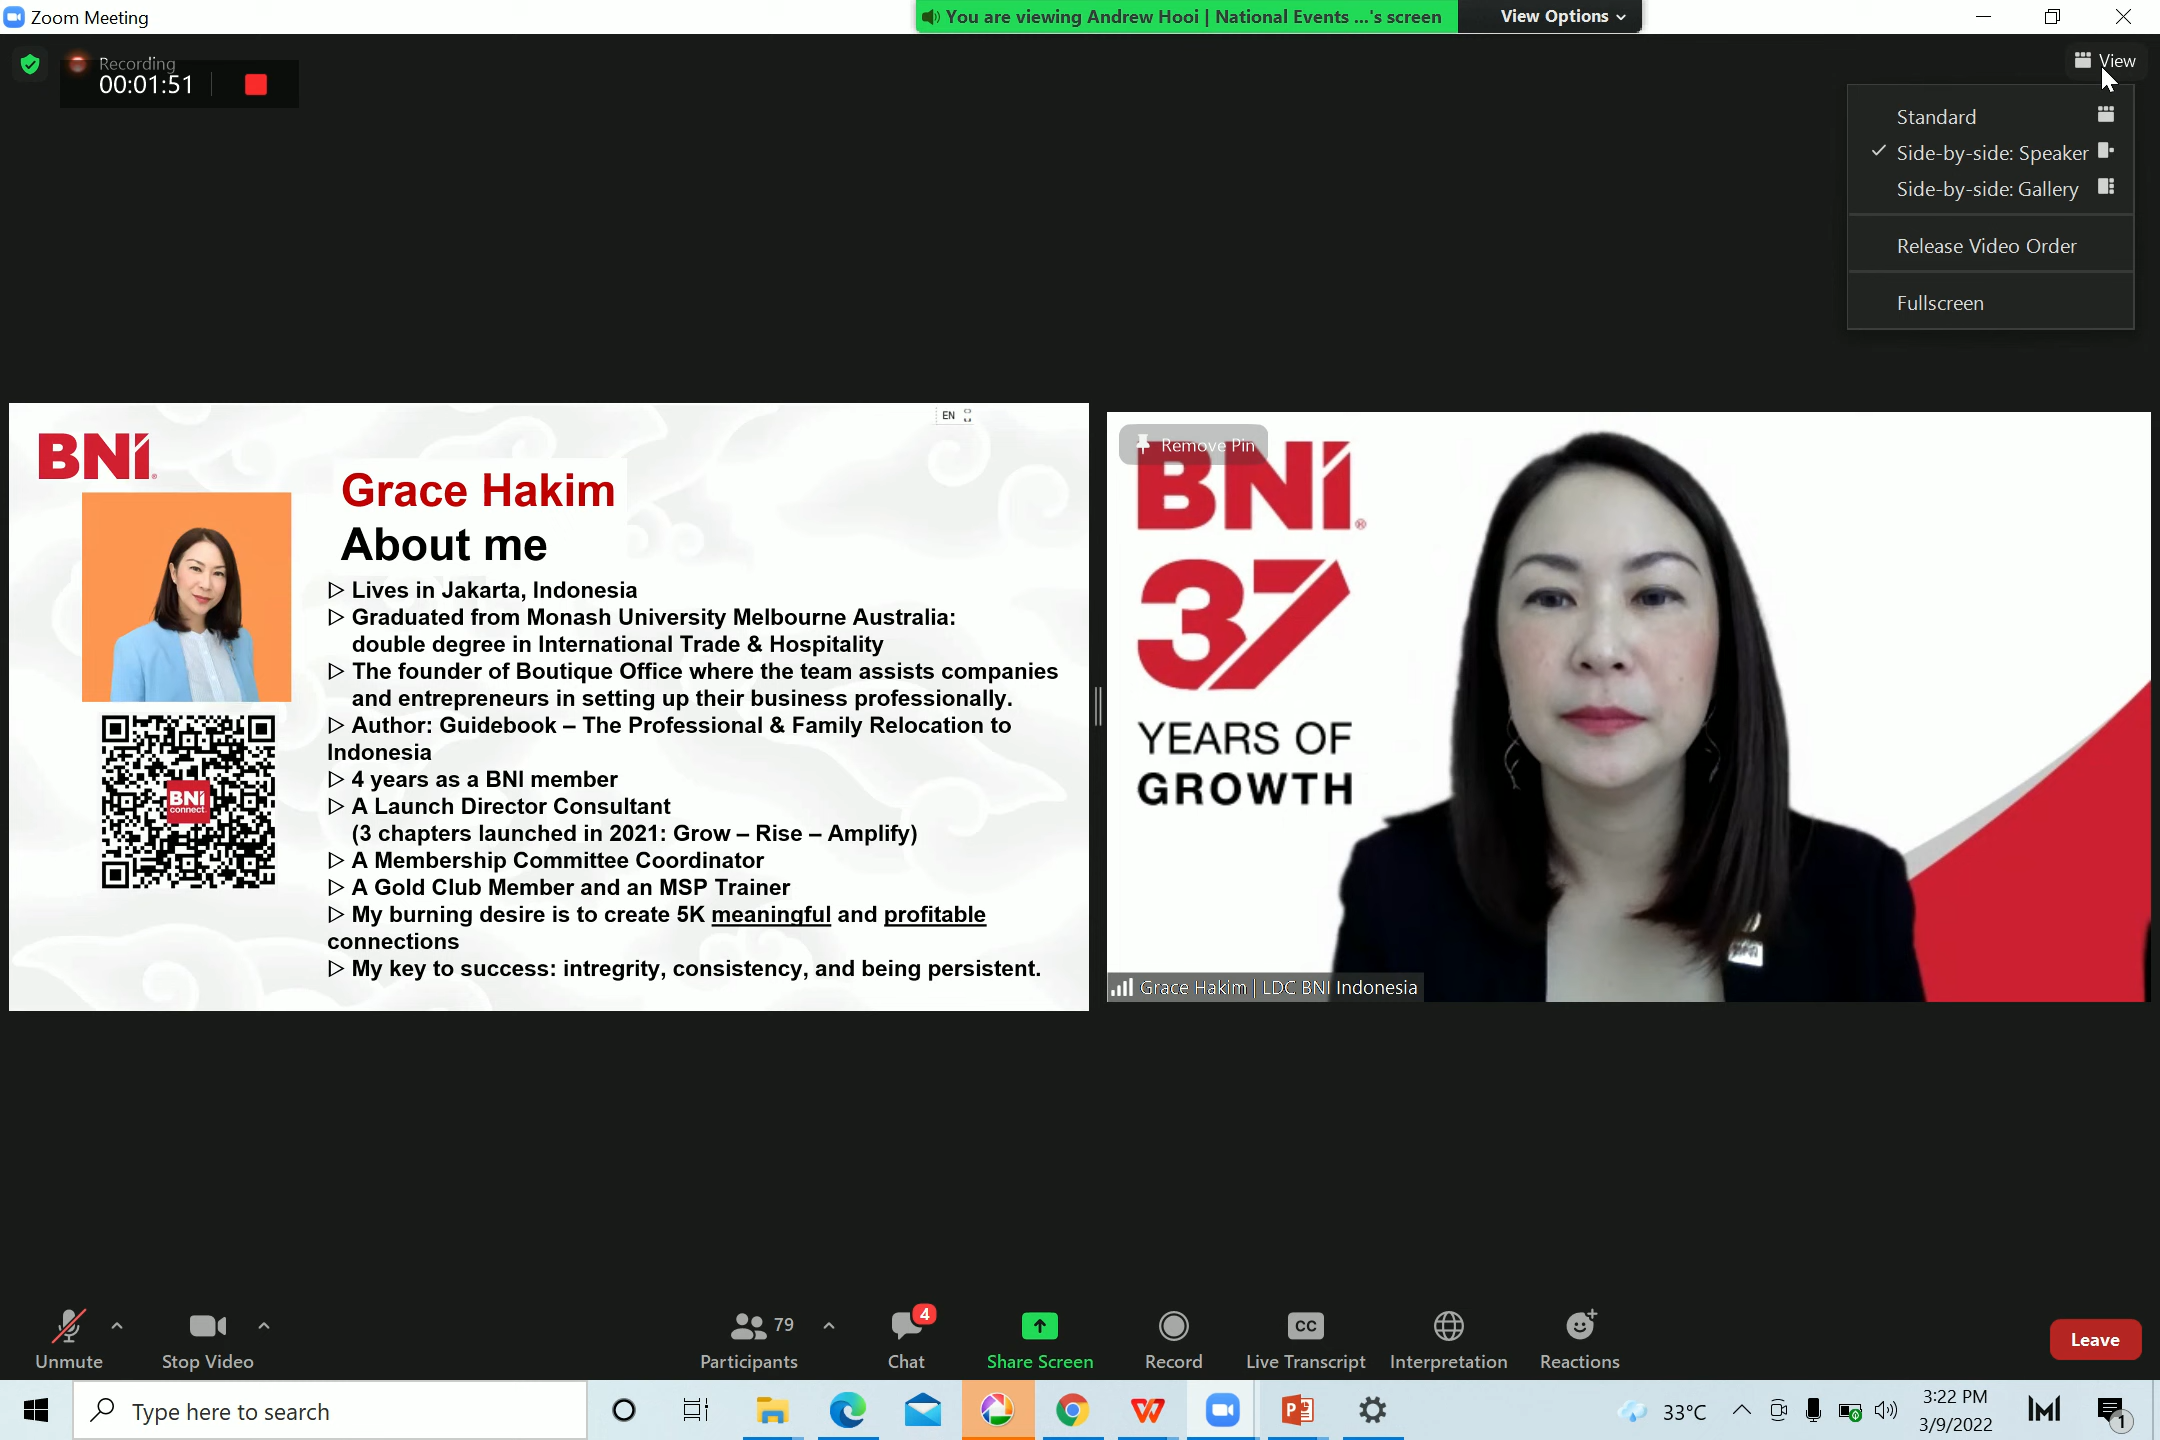 Zoom Meeting
You are viewing Andrew Hooi | National Events ...'s screen
View Options
Recording
00:01:51
View
Standard
Side-by-side: Speaker
Side-by-side: Gallery
Release Video Order
Fullscreen
EN
BNI®
Grace Hakim
About me
▷ Lives in Jakarta, Indonesia
▷ Graduated from Monash University Melbourne Australia:
double degree in International Trade & Hospitality
▷ The founder of Boutique Office where the team assists companies
and entrepreneurs in setting up their business professionally.
▷ Author: Guidebook – The Professional & Family Relocation to
Indonesia
▷ 4 years as a BNI member
▷ A Launch Director Consultant
(3 chapters launched in 2021: Grow – Rise – Amplify)
▷ A Membership Committee Coordinator
▷ A Gold Club Member and an MSP Trainer
▷ My burning desire is to create 5K meaningful and profitable
connections
▷ My key to success: intregrity, consistency, and being persistent.
BNI
connect
Remove Pin
BNI®
37
YEARS OF
GROWTH
BNI
Grace Hakim | LDC BNI Indonesia
Unmute
Stop Video
79
Participants
4
Chat
Share Screen
Record
CC
Live Transcript
Interpretation
Reactions
Leave
Type here to search
33°C
3:22 PM
3/9/2022
1